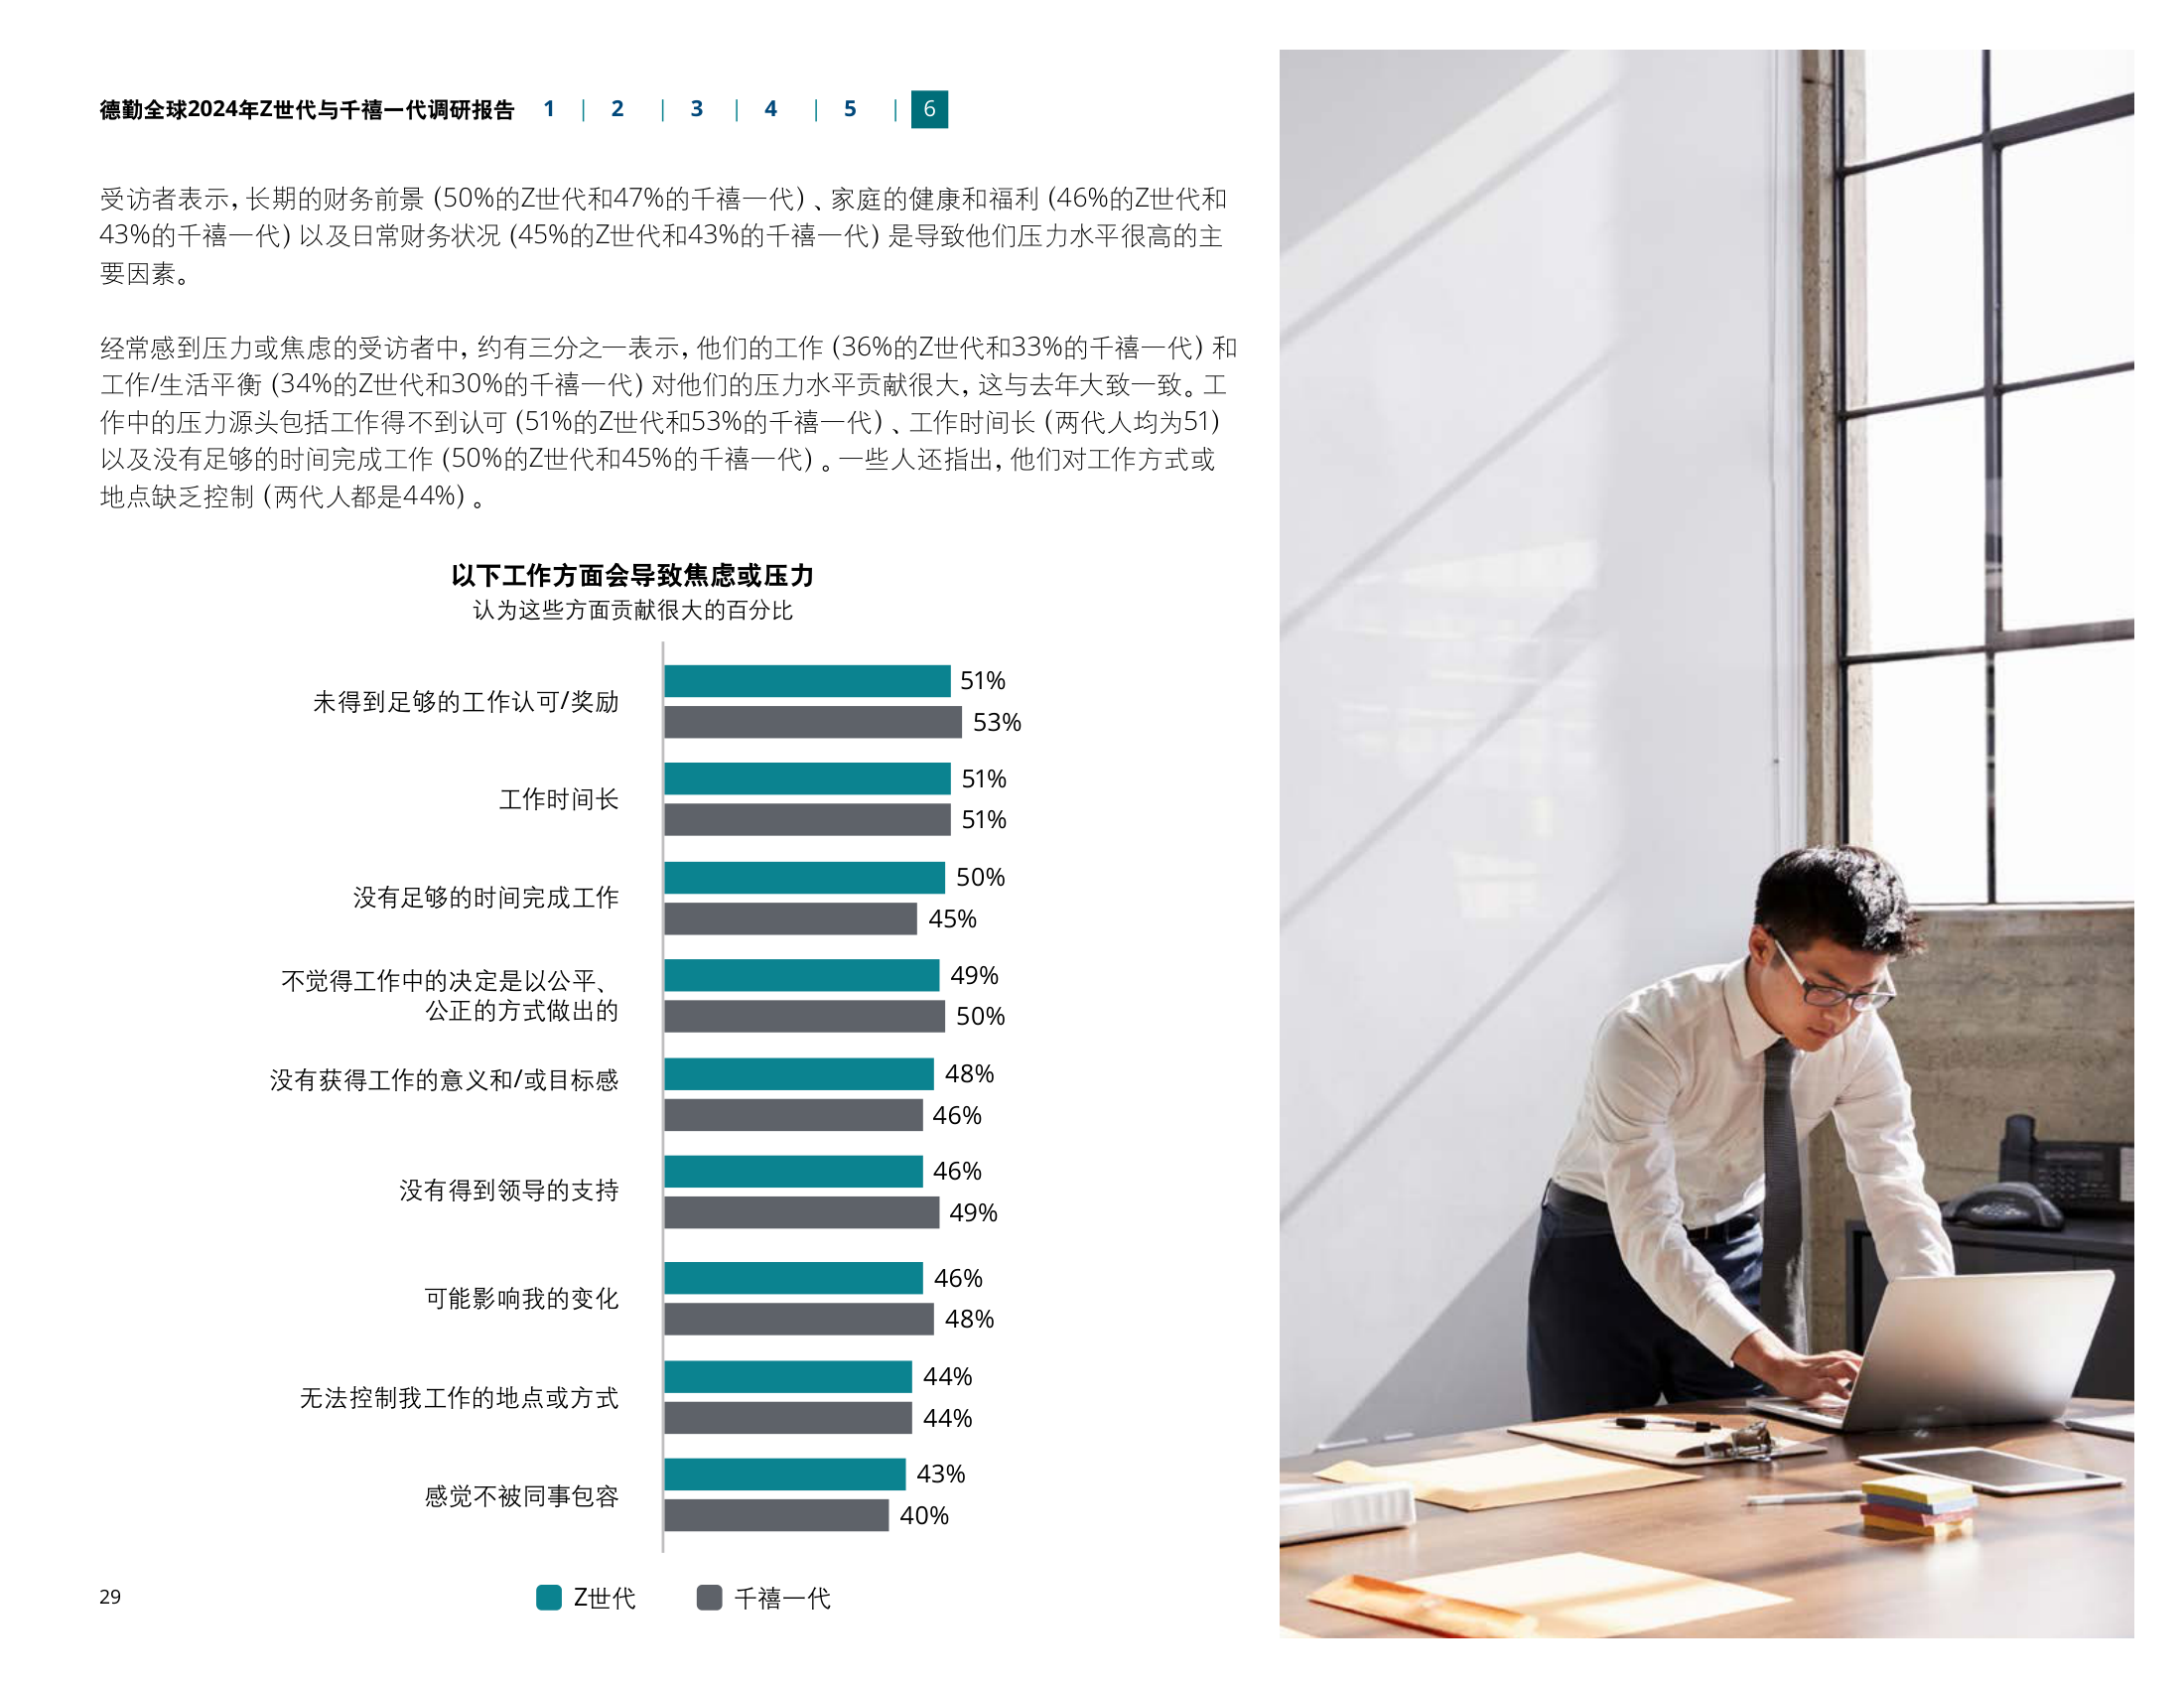 德勤全球2024年Z世代与千禧一代调研报告 1 | 2 | 3 | 4 | 5 | 6
受访者表示，长期的财务前景（50%的Z世代和47%的千禧一代）、家庭的健康和福利（46%的Z世代和
43%的千禧一代）以及日常财务状况（45%的Z世代和43%的千禧一代）是导致他们压力水平很高的主
要因素。
经常感到压力或焦虑的受访者中，约有三分之一表示，他们的工作（36%的Z世代和33%的千禧一代）和
工作/生活平衡（34%的Z世代和30%的千禧一代）对他们的压力水平贡献很大，这与去年大致一致。工
作中的压力源头包括工作得不到认可（51%的Z世代和53%的千禧一代）、工作时间长（两代人均为51）
以及没有足够的时间完成工作（50%的Z世代和45%的千禧一代）。一些人还指出，他们对工作方式或
地点缺乏控制（两代人都是44%）。
以下工作方面会导致焦虑或压力
认为这些方面贡献很大的百分比
未得到足够的工作认可/奖励
51%
53%
工作时间长
51%
51%
没有足够的时间完成工作
50%
45%
不觉得工作中的决定是以公平、
公正的方式做出的
49%
50%
没有获得工作的意义和/或目标感
48%
46%
没有得到领导的支持
46%
49%
可能影响我的变化
46%
48%
无法控制我工作的地点或方式
44%
44%
感觉不被同事包容
43%
40%
Z世代 千禧一代
29